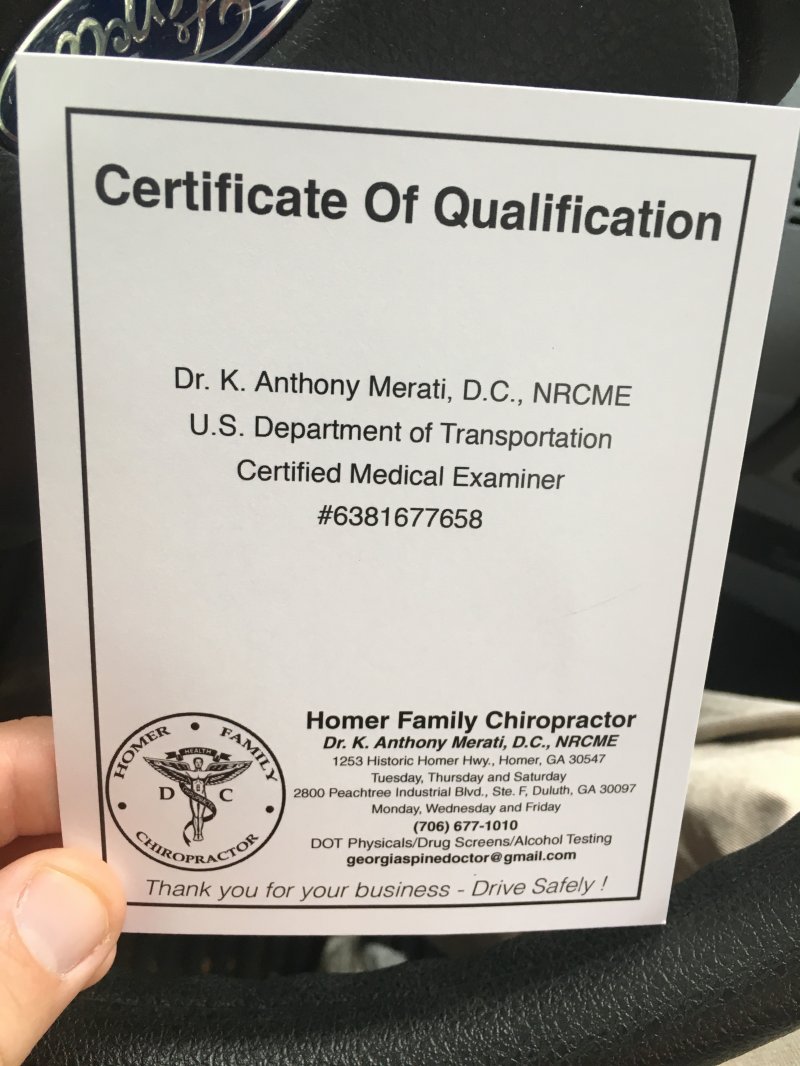 Ford
Certificate Of Qualification
Dr. K. Anthony Merati, D.C., NRCME
U.S. Department of Transportation
Certified Medical Examiner
#6381677658
HOMER • FAMILY • CHIROPRACTOR •
HEALTH
D C
Homer Family Chiropractor
Dr. K. Anthony Merati, D.C., NRCME
1253 Historic Homer Hwy., Homer, GA 30547
Tuesday, Thursday and Saturday
2800 Peachtree Industrial Blvd., Ste. F, Duluth, GA 30097
Monday, Wednesday and Friday
(706) 677-1010
DOT Physicals/Drug Screens/Alcohol Testing
georgiaspinedoctor@gmail.com
Thank you for your business - Drive Safely !